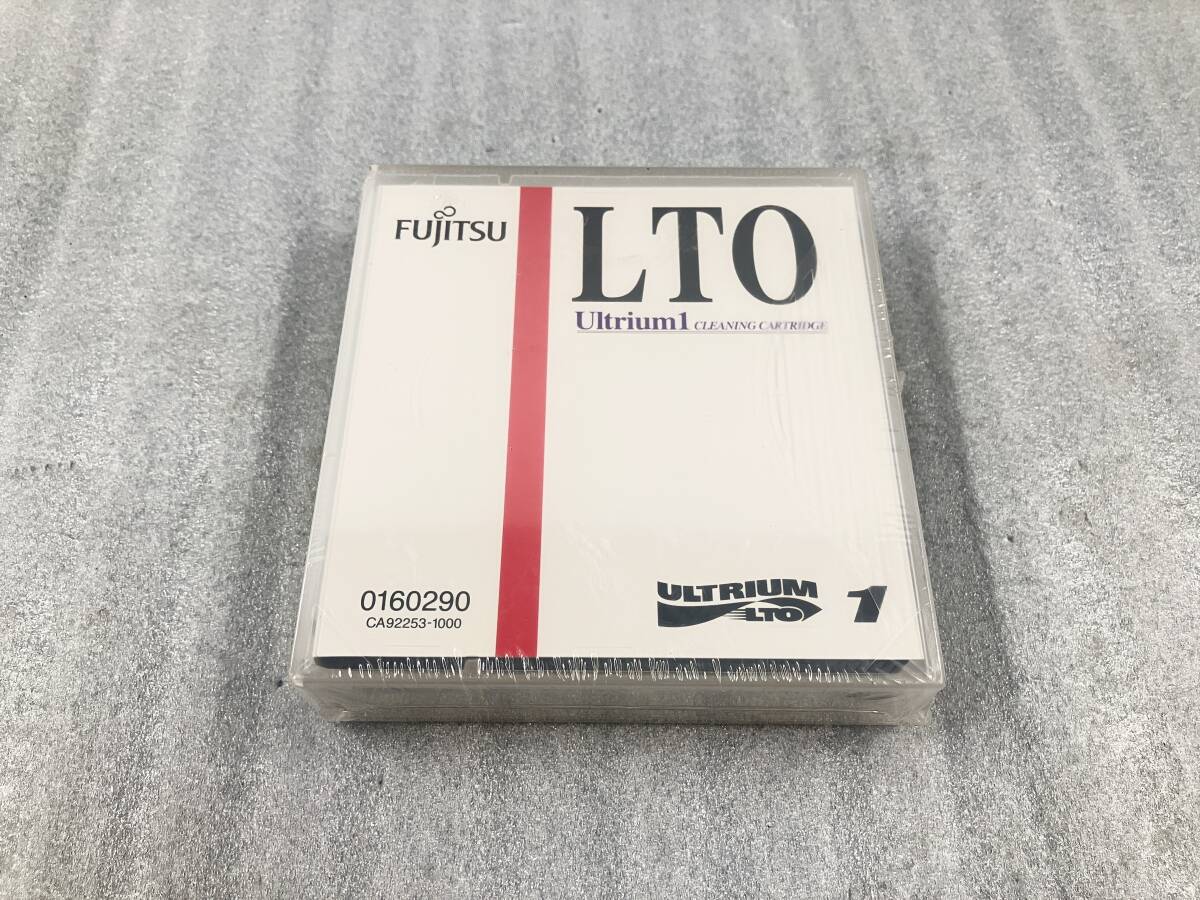 FUJITSU
LTO
Ultrium1 CLEANING CARTRIDGE
0160290
CA92253-1000
ULTRIUM
LTO
1